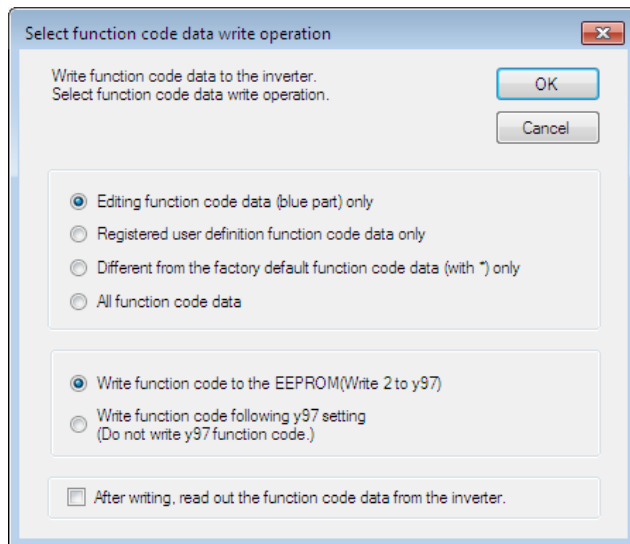 Select function code data write operation
Write function code data to the inverter.
Select function code data write operation.
OK
Cancel
Editing function code data (blue part) only
Registered user definition function code data only
Different from the factory default function code data (with *) only
All function code data
Write function code to the EEPROM(Write 2 to y97)
Write function code following y97 setting
(Do not write y97 function code.)
After writing, read out the function code data from the inverter.